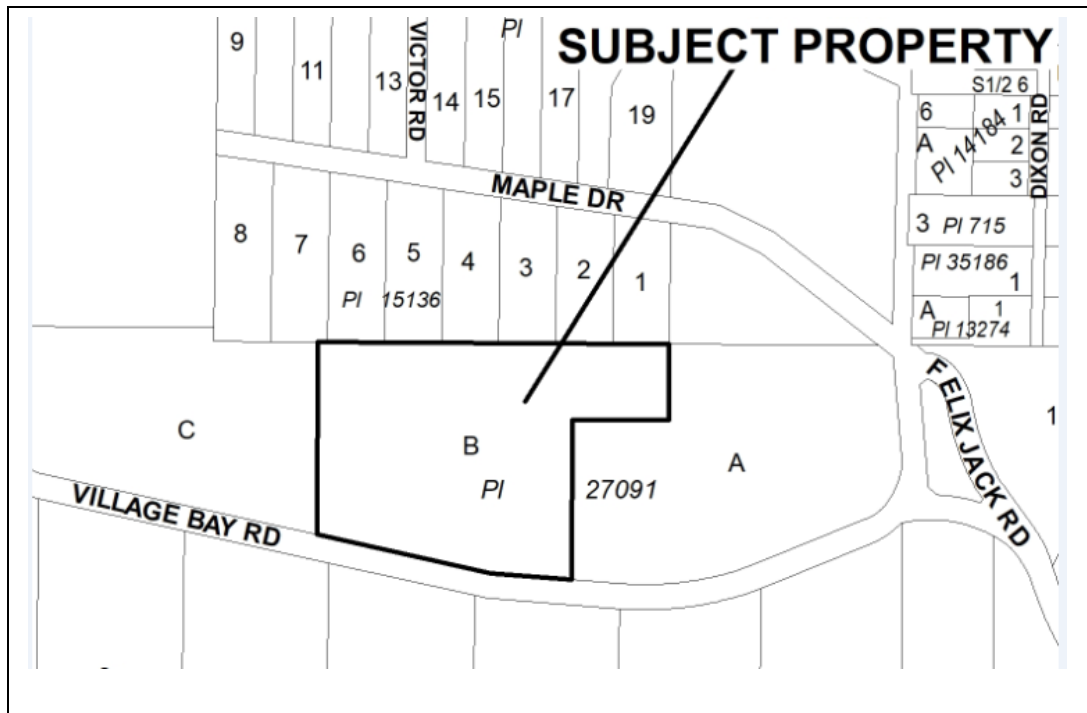 SUBJECT PROPERTY
Pl
9
11
13
VICTOR RD
14
15
17
19
S1/2 6
6
1
A
Pl 14184
2
3
DIXON RD
MAPLE DR
3 Pl 715
Pl 35186
1
A
1
Pl 13274
8
7
6
5
4
3
2
1
Pl 15136
FELIX JACK RD
1
C
B
A
Pl 27091
VILLAGE BAY RD